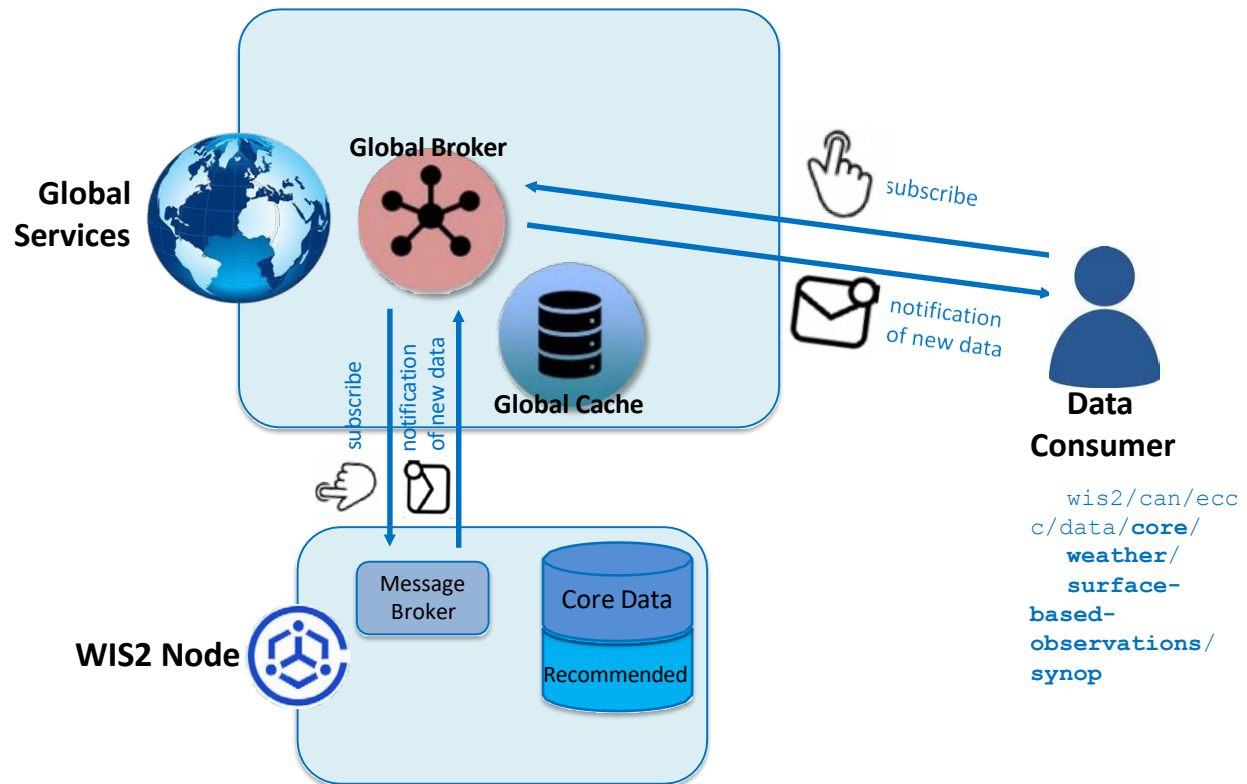 Global Broker
Global
Services
subscribe
notification
of new data
Global Cache
subscribe
notification
of new data
Data
Consumer
wis2/can/ecc
c/data/core/
weather/
surface-
based-
observations/
synop
Message
Broker
Core Data
Recommended
WIS2 Node